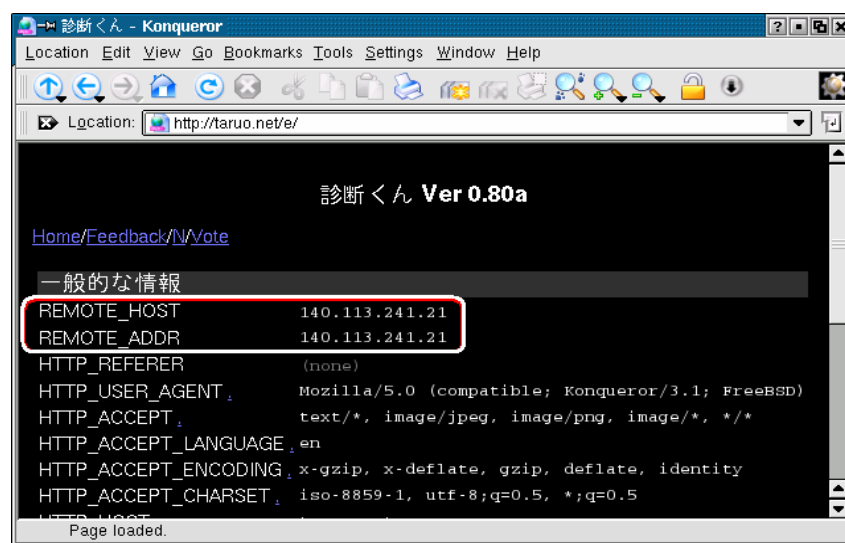 診断くん - Konqueror
Location Edit View Go Bookmarks Tools Settings Window Help
Location: http://taruo.net/e/
診断くん Ver 0.80a
Home/Feedback/N/Vote
一般的な情報
REMOTE_HOST 140.113.241.21
REMOTE_ADDR 140.113.241.21
HTTP_REFERER (none)
HTTP_USER_AGENT . Mozilla/5.0 (compatible; Konqueror/3.1; FreeBSD)
HTTP_ACCEPT . text/*, image/jpeg, image/png, image/*, */*
HTTP_ACCEPT_LANGUAGE . en
HTTP_ACCEPT_ENCODING . x-gzip, x-deflate, gzip, deflate, identity
HTTP_ACCEPT_CHARSET . iso-8859-1, utf-8;q=0.5, *;q=0.5
Page loaded.